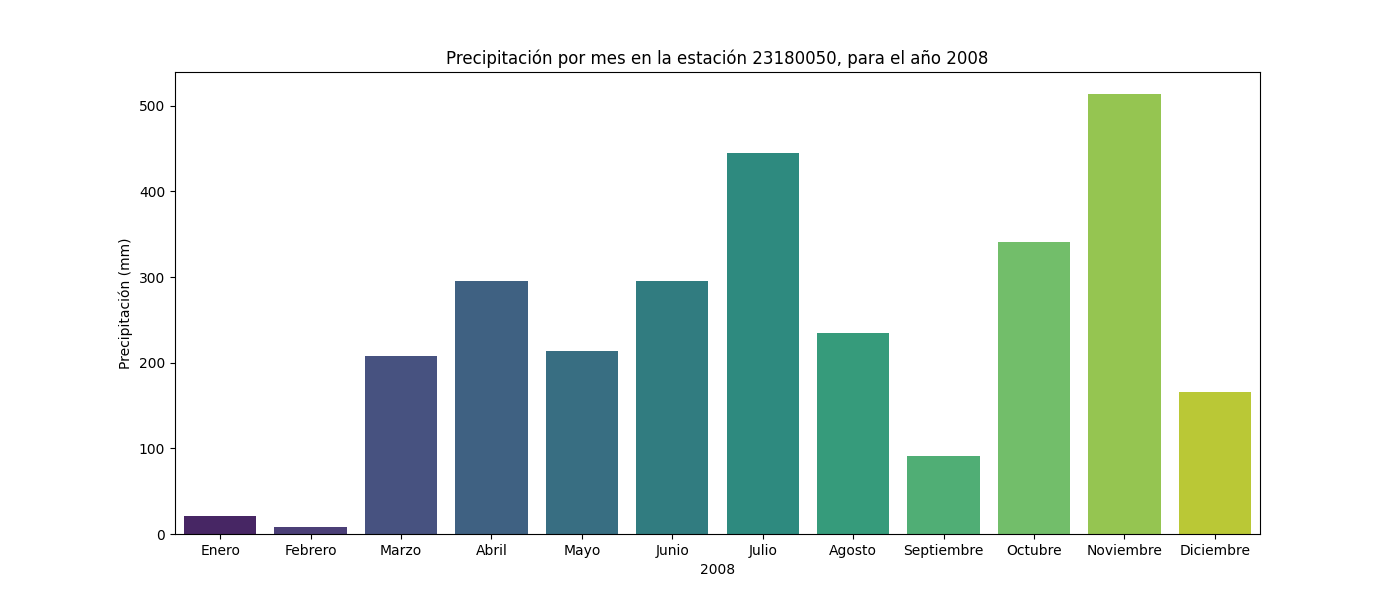 Precipitación por mes en la estación 23180050, para el año 2008
Precipitación (mm)
500
400
300
200
100
0
Enero Febrero Marzo Abril Mayo Junio Julio Agosto Septiembre Octubre Noviembre Diciembre
2008